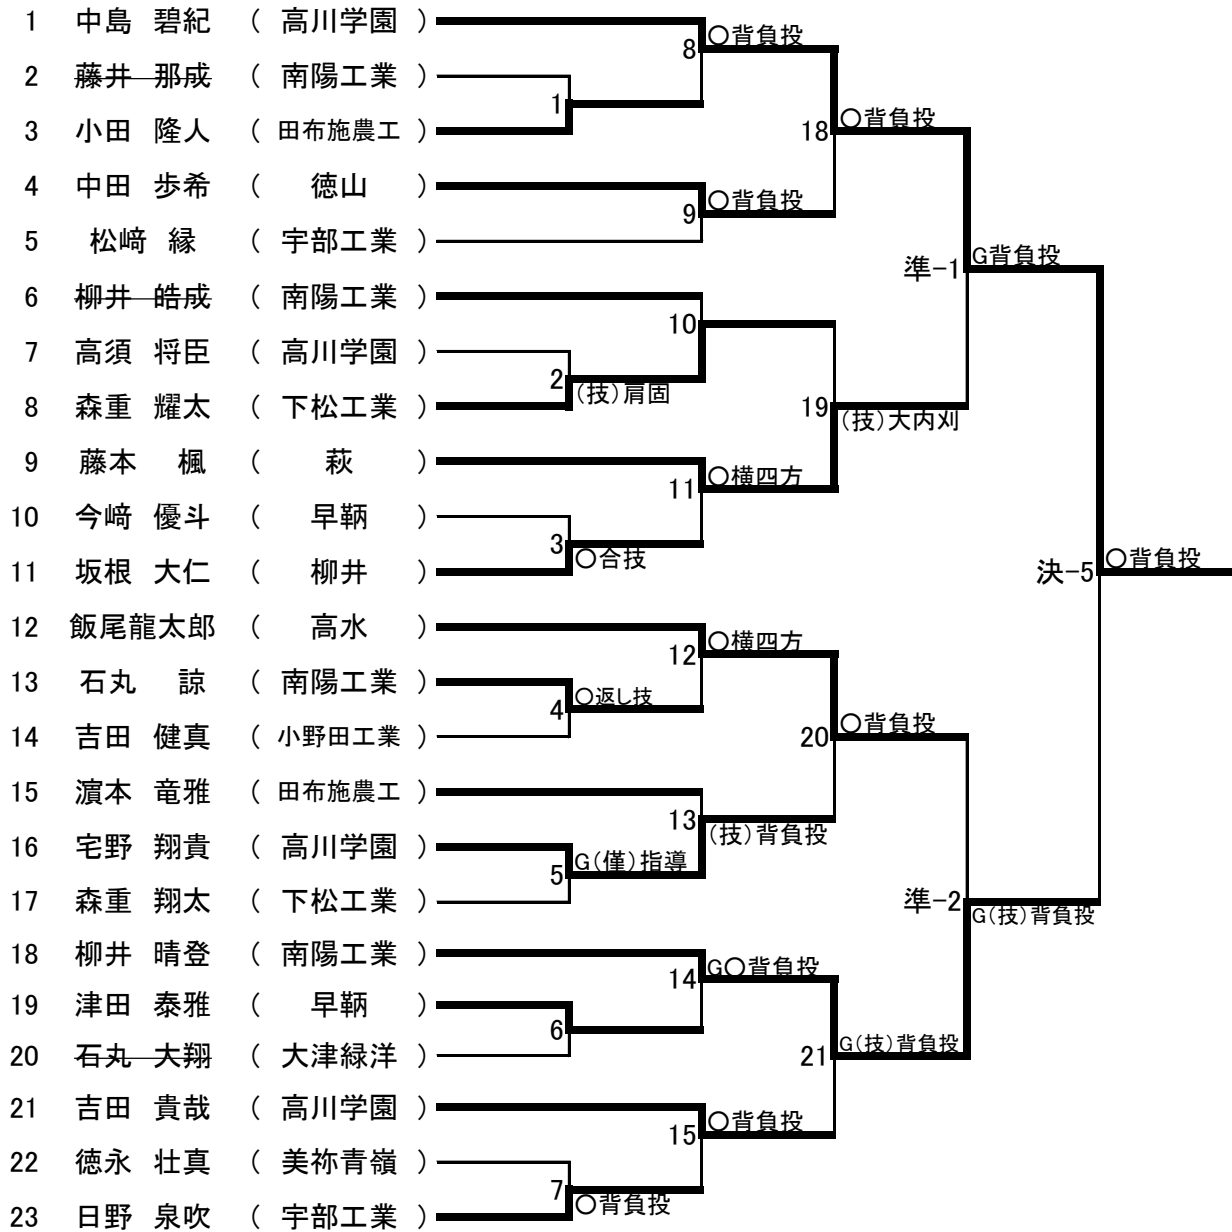 1 中島 碧紀 ( 高川学園 )
8 ○背負投
2 藤井 那成 ( 南陽工業 )
1
3 小田 隆人 ( 田布施農工 )
18 ○背負投
4 中田 歩希 ( 徳山 )
9 ○背負投
5 松﨑 縁 ( 宇部工業 )
準-1 G背負投
6 柳井 皓成 ( 南陽工業 )
10
7 高須 将臣 ( 高川学園 )
2 (技)肩固
8 森重 耀太 ( 下松工業 )
19 (技)大内刈
9 藤本 楓 ( 萩 )
11 ○横四方
10 今﨑 優斗 ( 早鞆 )
3 ○合技
11 坂根 大仁 ( 柳井 )
決-5 ○背負投
12 飯尾龍太郎 ( 高水 )
12 ○横四方
13 石丸 諒 ( 南陽工業 )
4 ○返し技
14 吉田 健真 ( 小野田工業 )
20 ○背負投
15 濵本 竜雅 ( 田布施農工 )
13 (技)背負投
16 宅野 翔貴 ( 高川学園 )
5 G(僅)指導
17 森重 翔太 ( 下松工業 )
準-2 G(技)背負投
18 柳井 晴登 ( 南陽工業 )
14 G○背負投
19 津田 泰雅 ( 早鞆 )
6
20 石丸 大翔 ( 大津緑洋 )
21 G(技)背負投
21 吉田 貴哉 ( 高川学園 )
15 ○背負投
22 徳永 壮真 ( 美祢青嶺 )
7 ○背負投
23 日野 泉吹 ( 宇部工業 )